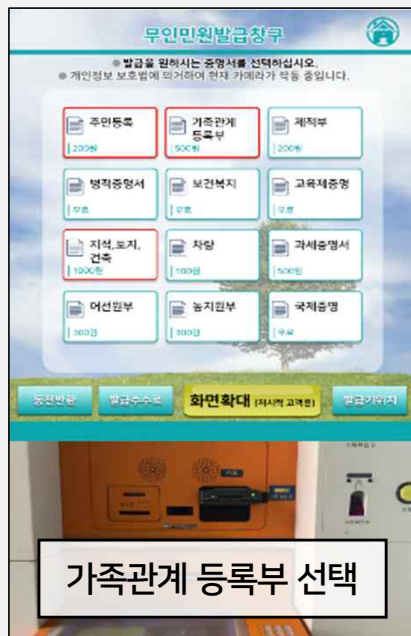 무인민원발급창구
※ 발급을 원하시는 증명서를 선택하십시오.
※ 개인정보 보호법에 의거하여 현재 카메라가 작동 중입니다.
주민등록
200원
가족관계
등록부
500원
제적부
200원
병적증명서
무료
보건복지
무료
교육제증명
무료
지적,토지,
건축
1000원
차량
500원
과세증명서
500원
어선원부
300원
농지원부
300원
국제증명
무료
동전반환
발급수수료
화면확대 (저시력 고객용)
발급기위치
가족관계 등록부 선택